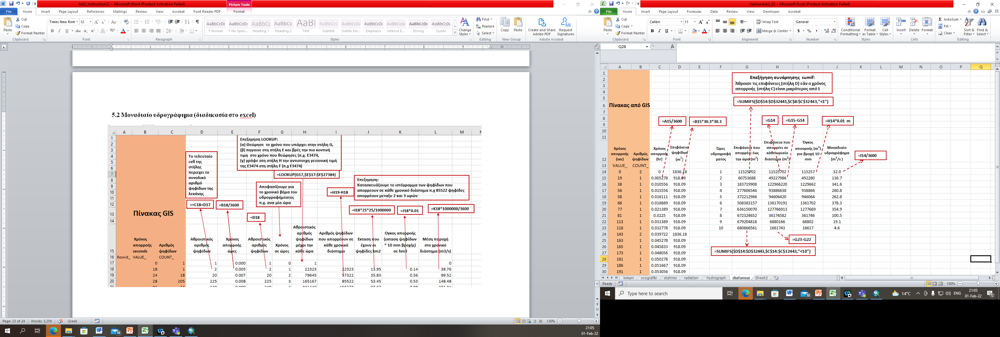 Ask2_Instruction22 - Microsoft Word (Product Activation Failed)
Picture Tools
File Home Insert Page Layout References Mailings Review View Acrobat Foxit Reader PDF Format
Paste
Cut
Copy
Format Painter
Times New Rom 12
AaBbCcDc AaBbCcDc AaBbC AaBbCc AaBl AaBbCcL AaBbCcDc AaBbCcDc AaBbCcDc AaBbCcDc AaBbCcDc
¶ Normal ¶ No Spaci... Heading 1 Heading 2 Title Subtitle Subtle Em... Emphasis Intense E... Strong Quote
Change Styles
Find
Replace
Select
Copy Paste
Create and Share Adobe PDF
Request Signatures
Clipboard Font Paragraph Styles Editing New Group Adobe Acrobat
5.2 Μοναδιαίο υδρογράφημα (διαδικασία στο excel)
A B C D E F G H I J K L M N
Επεξηγηση LOOKUP:
(α) Θεώρησε το χρόνο που υπάρχει στην στήλη G,
(β) πηγαινε στη στήλη Ε και βρές την πιο κοντινή
τιμη στο χρόνο που θεώρησες (π.χ. Ε3474,
(γ) γράψε στη στήλη Η την αντιστοιχη γειτονική τιμή
της Ε3474 στη στήλη F (π.χ F3474)
=LOOKUP(G17,$E$17:$F$27384)
Το τελευταίο
cell της
στήλης
περιεχει το
συνολικό
αριθμό
ψηφίδων της
λεκάνης
Αποφασίζουμε για
το χρονικό βήμα του
υδρογραφήμτατος
π.χ. ανα μία ώρα
=H19-H18
Επεξηγηση:
Κατασκευάζουμε το ιστόγραμμα των ψηφίδων που
απορρεουν σε κάθε χρονικό διάστημα π.χ 85522 ψηφίδες
απορρέουν μεταξυ 2 και 3 ωρών
=+C18+D17
=B18/3600
=D18
=I18*25*25/1000000
=J18*0.01
=K18*1000000/3600
Πίνακας GIS
Χρόνος απορροής seconds
Αριθμός ψηφίδων
Αθροιστικός αριθμός ψηφίδων
Χρόνος απορροής ώρες
Αθροιστικός αριθμός ψηφίδων
Χρόνος σε ώρες
Αθροιστικός αριθμός ψηφίδων μέχρι την κάθε ώρα
Αριθμός ψηφίδων που απορρέουν σε κάθε χρονικό διάστημα
Εκταση που έχουν οι ψηφίδες km2
Ογκος απορροής (εκταση ψηφίδων * 10 mm βροχής) σε hm3
Μέση παροχή στο χρονικό διάστημα (m3/s)
16 Rowid_ VALUE_ COUNT_
17 0 1 1 0.000 1 0 1 0
18 18 1 2 0.005 2 1 22323 22323 13.95 0.14 38.76
19 24 18 20 0.007 20 2 79645 57322 35.83 0.36 99.52
20 28 205 225 0.008 225 3 165167 85522 53.45 0.53 148.48
Page: 23 of 24 Words: 3,259 Greek 130%
21:05
01-Feb-22
VariousAsk2_22 - Microsoft Excel (Product Activation Failed)
File Home Insert Page Layout Formulas Data Review View Developer Acrobat
Paste
Cut
Copy
Format Painter
Calibri 11
Wrap Text
Merge & Center
General
Conditional Formatting
Format as Table
Cell Styles
Insert Delete Format
AutoSum
Fill
Clear
Sort & Filter
Find & Select
Clipboard Font Alignment Number Styles Cells Editing
Q28 fx
A B C D E F G H I J K L M N O P Q
Επεξήγηση συνάρτησης sumif:
Άθροισε τις επιφάνειες (στήλη D) εάν ο χρόνος
απορροής (στήλη C) είναι μικρότερος από 1
=SUMIFS($D$14:$D$32443,$C$8:$C$32443,"<1")
Πίνακας από GIS
=A15/3600
=B15*30.3*30.3
=G14
=G15-G14
=H14*0.01 m
Χρόνος απορροής (sec)
Αριθμός ψηφίδων
Χρόνος απορροής (hr)
Επιφάνεια ψηφίδων (m2)
Ώρες υδρογραφή ματος
Επιφάνεια που απορρέει έως την ώρα (m2)
Επιφάνεια που απορρέει σε κάθε ωριαίο διάστημα (m2)
Όγκος αποορροής (m3) για βροχή 10 mm
Μοναδιαίο υδρογράφημα (m3/s )
=I14/3600
13 VALUE_ COUNT_
14 0 2 0 1836.18 1 11525702 11525702 115257 32.0
15 19 1 0.005278 918.09 2 60753688 49227986 492280 136.7
16 38 1 0.010556 918.09 3 183719908 122966220 1229662 341.6
17 56 1 0.015556 918.09 4 277606546 93886638 938866 260.8
18 58 1 0.016111 918.09 5 372212966 94606420 946064 262.8
19 68 1 0.018889 918.09 6 508383157 136170191 1361702 378.3
20 77 1 0.021389 918.09 7 636150070 127766913 1277669 354.9
21 81 1 0.0225 918.09 8 672324652 36174582 361746 100.5
22 113 1 0.031389 918.09 9 679204818 6880166 68802 19.1
23 118 1 0.032778 918.09 10 680866561 1661743 16617 4.6
24 143 2 0.039722 1836.18
25 163 1 0.045278 918.09
26 165 1 0.045833 918.09
27 173 1 0.048056 918.09
28 181 1 0.050278 918.09
29 186 1 0.051667 918.09
30 191 1 0.053056 918.09
=G23-G22
=SUMIFS($D$14:$D$32443,$C$14:$C$32443,"<10")
lwkani ycografiki statmoi radiation hydrograph diafaneai Sheet2
Ready 100%
Type here to search
14°C ENG
21:05
01-Feb-22